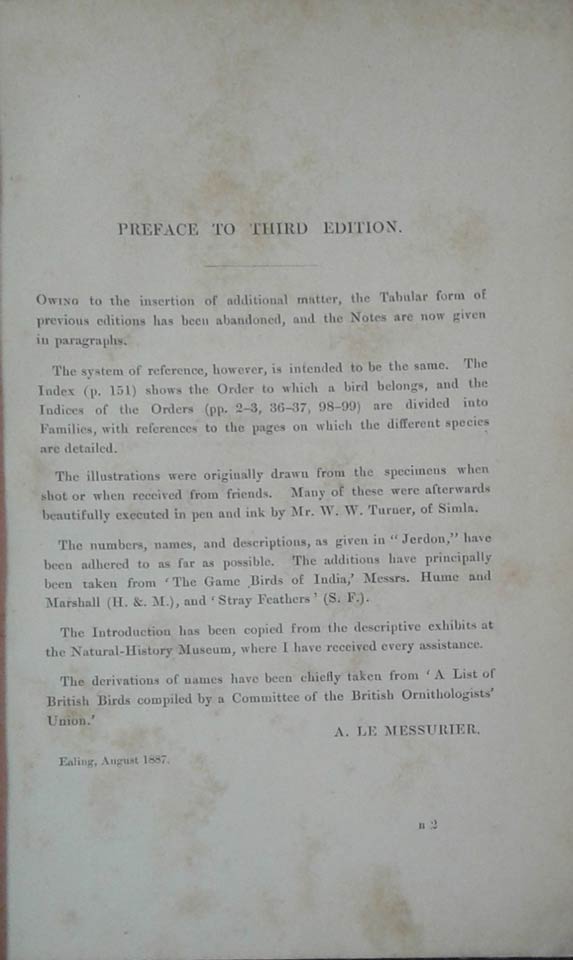 PREFACE TO THIRD EDITION.
OWING to the insertion of additional matter, the Tabular form of
previous editions has been abandoned, and the Notes are now given
in paragraphs.
The system of reference, however, is intended to be the same. The
Index (p. 151) shows the Order to which a bird belongs, and the
Indices of the Orders (pp. 2–3, 36–37, 98–99) are divided into
Families, with references to the pages on which the different species
are detailed.
The illustrations were originally drawn from the specimens when
shot or when received from friends. Many of these were afterwards
beautifully executed in pen and ink by Mr. W. W. Turner, of Simla.
The numbers, names, and descriptions, as given in "Jerdon," have
been adhered to as far as possible. The additions have principally
been taken from 'The Game Birds of India,' Messrs. Hume and
Marshall (H. &. M.), and 'Stray Feathers' (S. F.).
The Introduction has been copied from the descriptive exhibits at
the Natural-History Museum, where I have received every assistance.
The derivations of names have been chiefly taken from 'A List of
British Birds compiled by a Committee of the British Ornithologists'
Union.'
A. LE MESSURIER.
Ealing, August 1887.
B 2